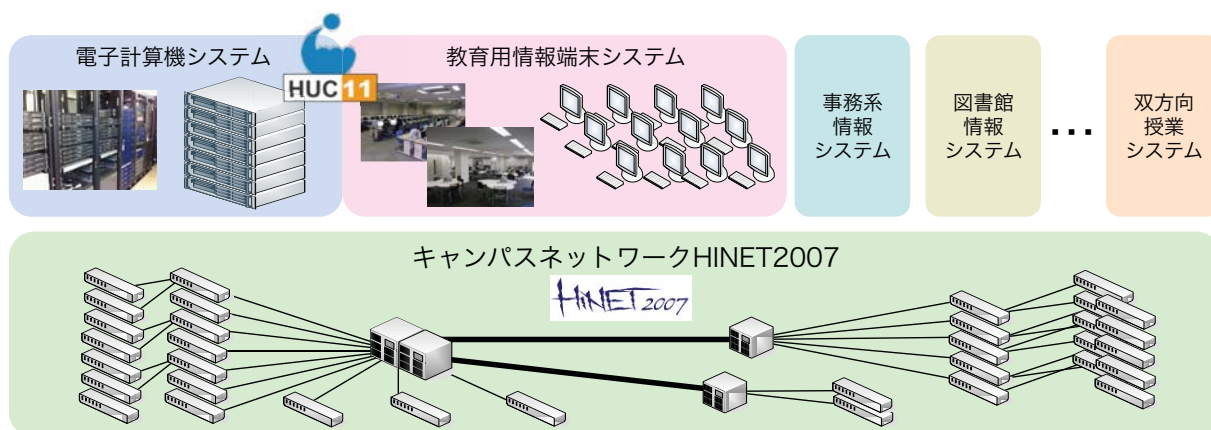 電子計算機システム
HUC11
教育用情報端末システム
事務系
情報
システム
図書館
情報
システム
...
双方向
授業
システム
キャンパスネットワークHINET2007
HiNET 2007